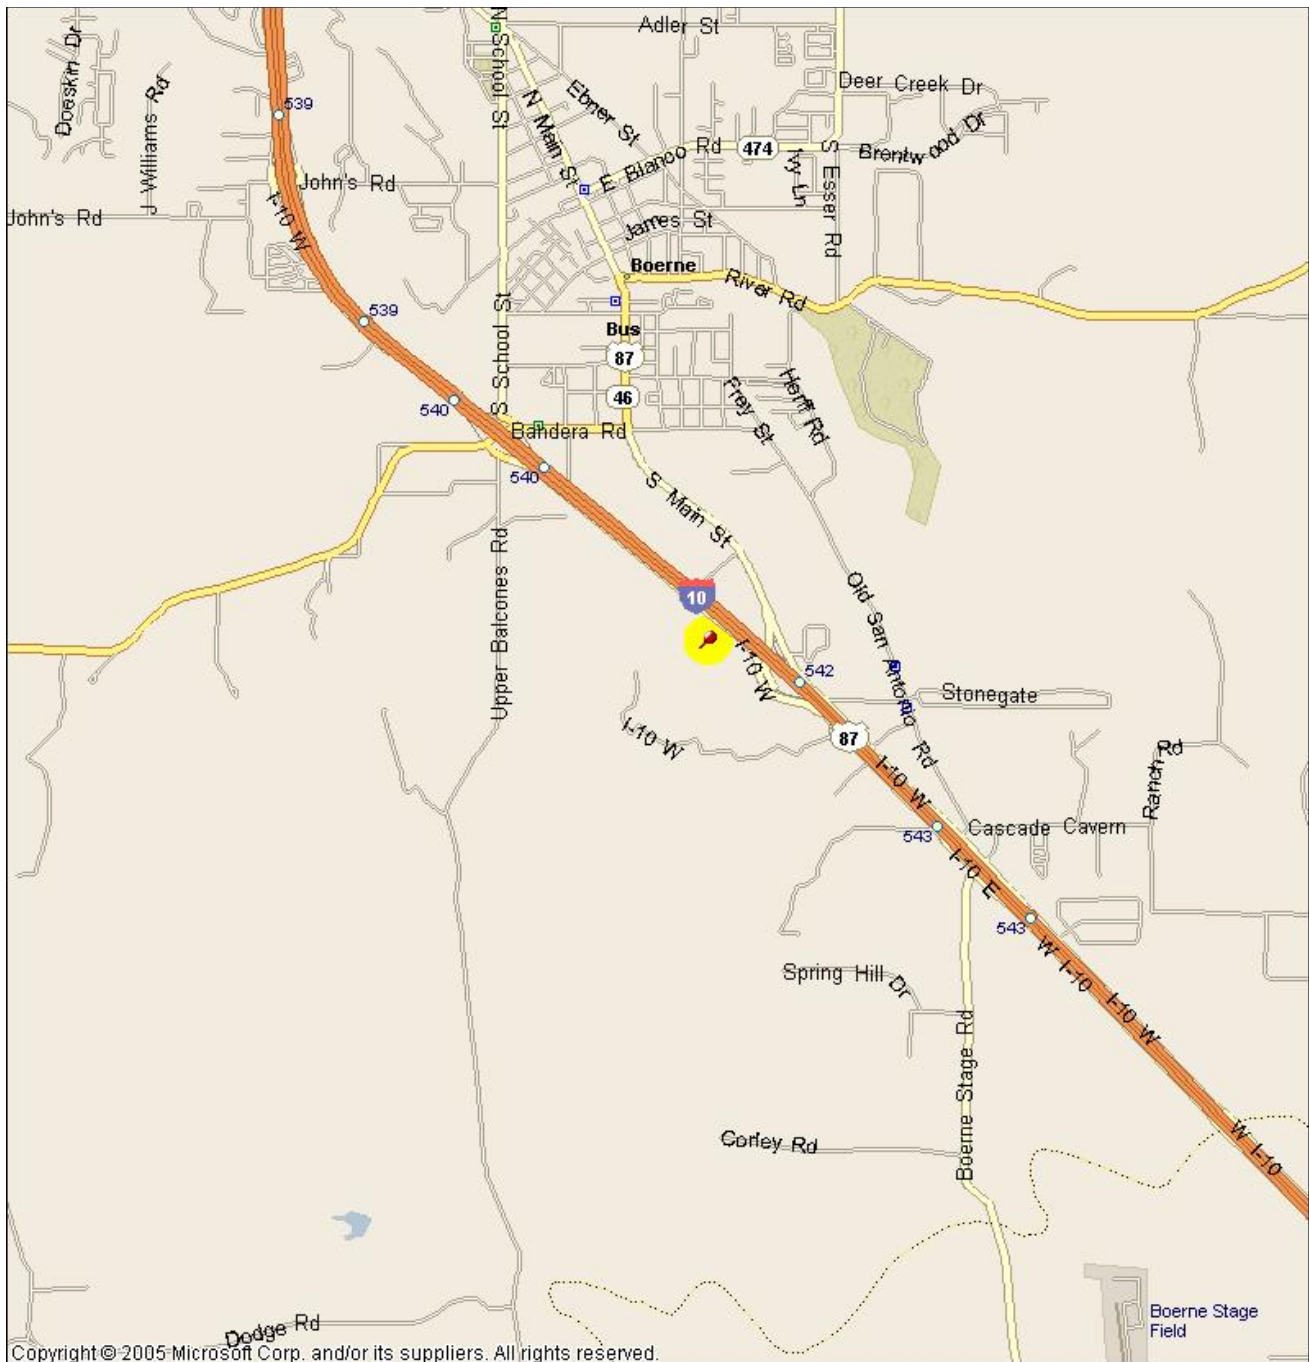 Adler St
Doeskin Dr
J Williams Rd
539
N School St
Ebner St
N Main St
Deer Creek Dr
Brentwood Dr
474
E Blanco Rd
Ivy Ln
S Esser Rd
John's Rd
John's Rd
I-10 W
James St
Boerne
River Rd
539
S School St
Bus
87
46
Frey St
Herff Rd
540
Bandera Rd
540
S Main St
Upper Balcones Rd
Old San Antonio Rd
10
I-10 W
542
Stonegate
I-10 W
87
I-10 W
Ranch Rd
543
Cascade Cavern
I-10 E
543
W I-10
I-10 W
Spring Hill Dr
Boerne Stage Rd
Corley Rd
W I-10
Boerne Stage
Field
Dodge Rd
Copyright © 2005 Microsoft Corp. and/or its suppliers. All rights reserved.